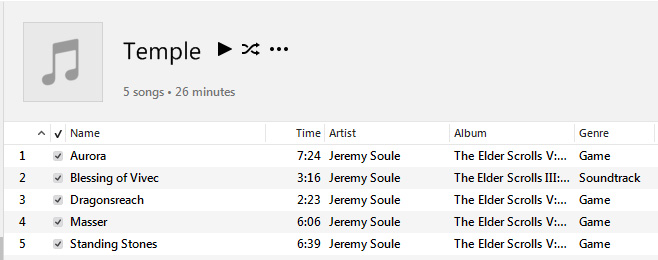 Temple
5 songs • 26 minutes
Name Time Artist Album Genre
1 Aurora 7:24 Jeremy Soule The Elder Scrolls V:... Game
2 Blessing of Vivec 3:16 Jeremy Soule The Elder Scrolls III:... Soundtrack
3 Dragonsreach 2:23 Jeremy Soule The Elder Scrolls V:... Game
4 Masser 6:06 Jeremy Soule The Elder Scrolls V:... Game
5 Standing Stones 6:39 Jeremy Soule The Elder Scrolls V:... Game